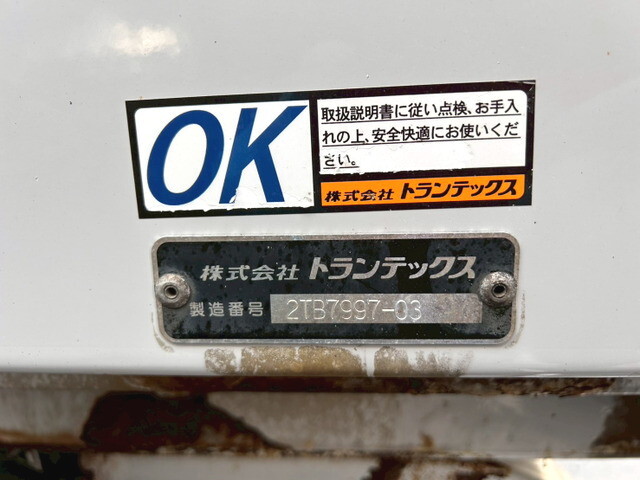 OK
取扱説明書に従い点検、お手入
れの上、安全快適にお使いくだ
さい。
株式会社 トランテックス
株式会社 トランテックス
製造番号 2TB7997-03